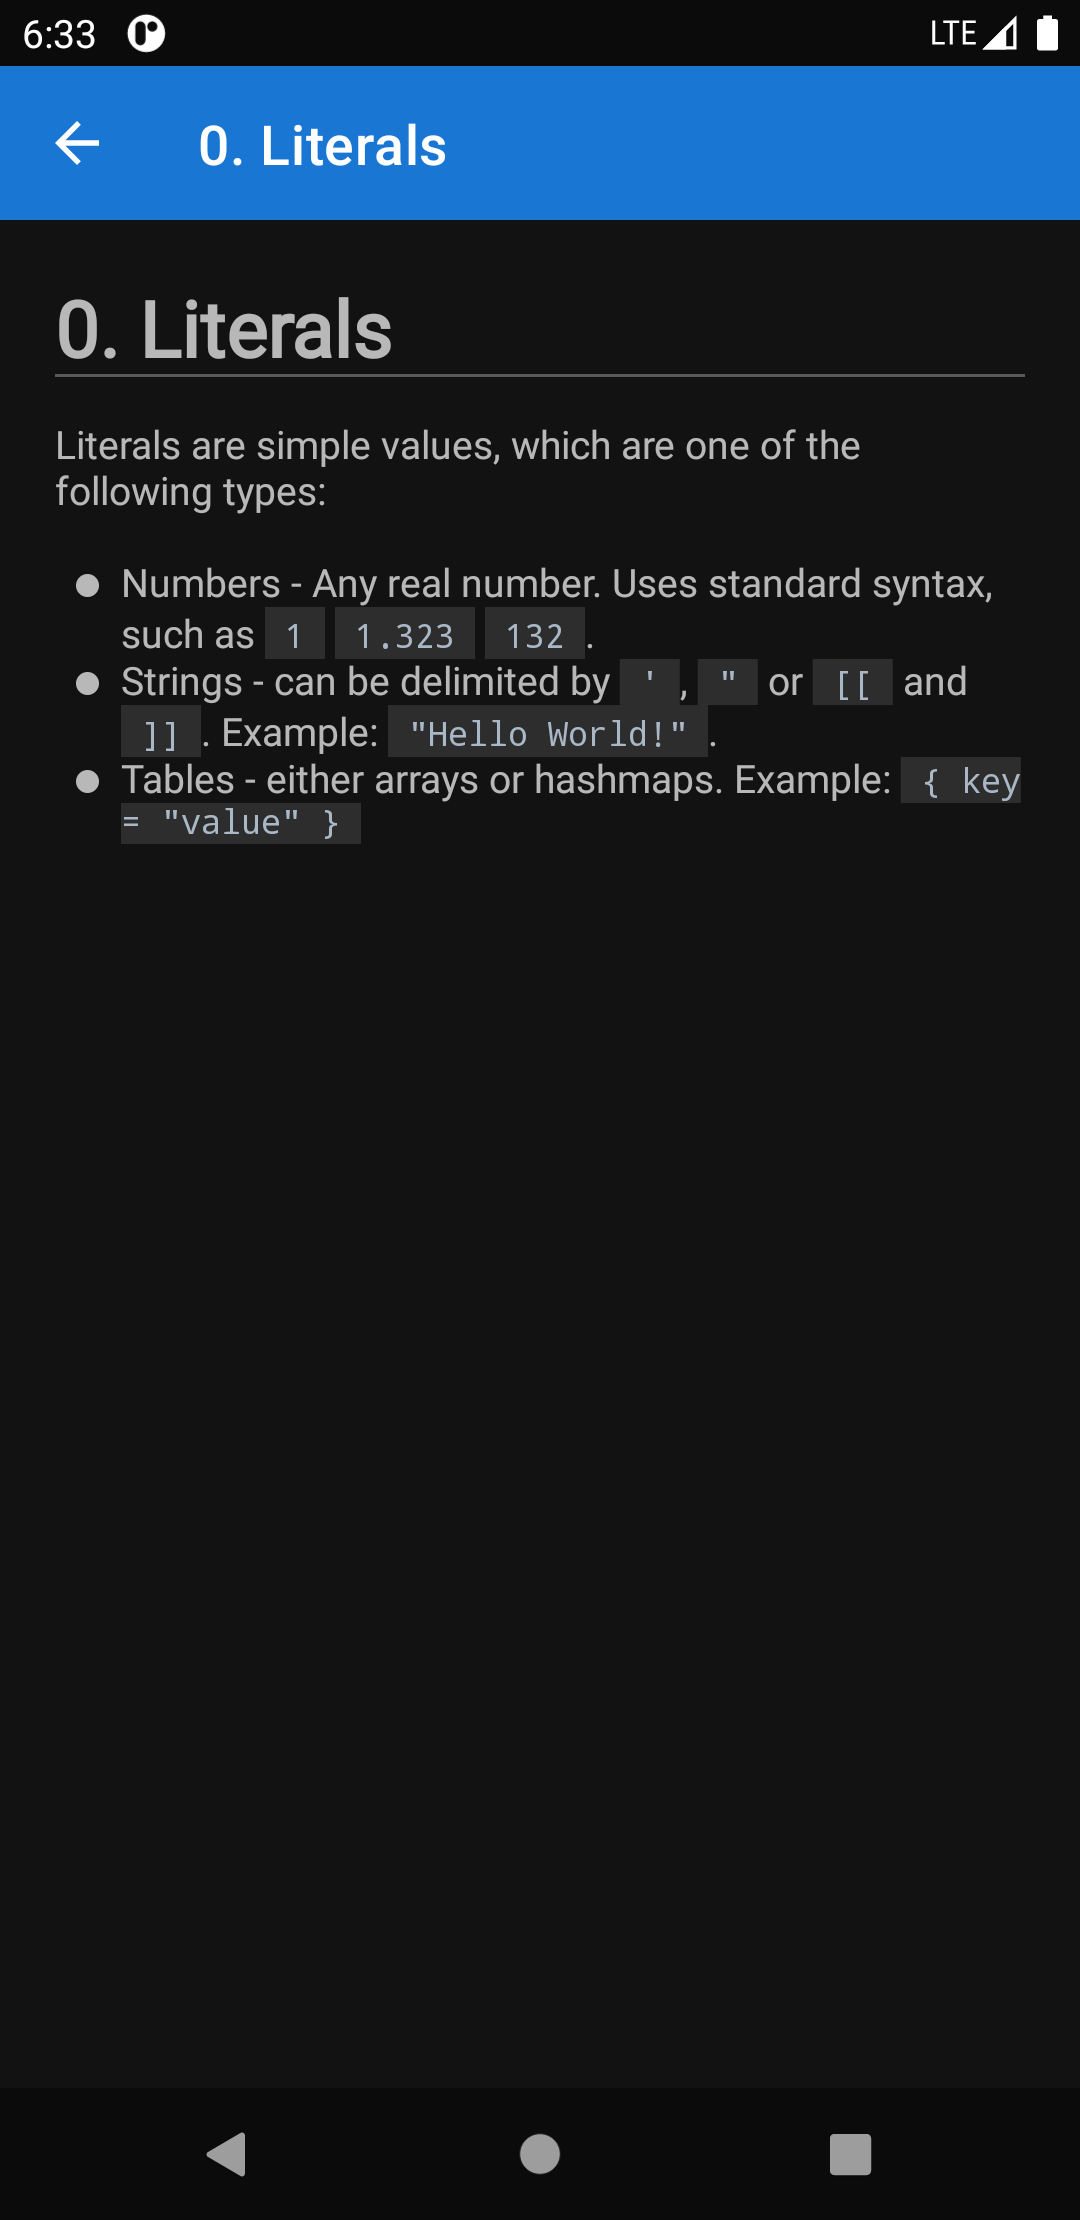 6:33
LTE
0. Literals
0. Literals
Literals are simple values, which are one of the
following types:
Numbers - Any real number. Uses standard syntax,
such as 1 1.323 132 .
Strings - can be delimited by ' , " or [[ and
]] . Example: "Hello World!" .
Tables - either arrays or hashmaps. Example: { key
= "value" }